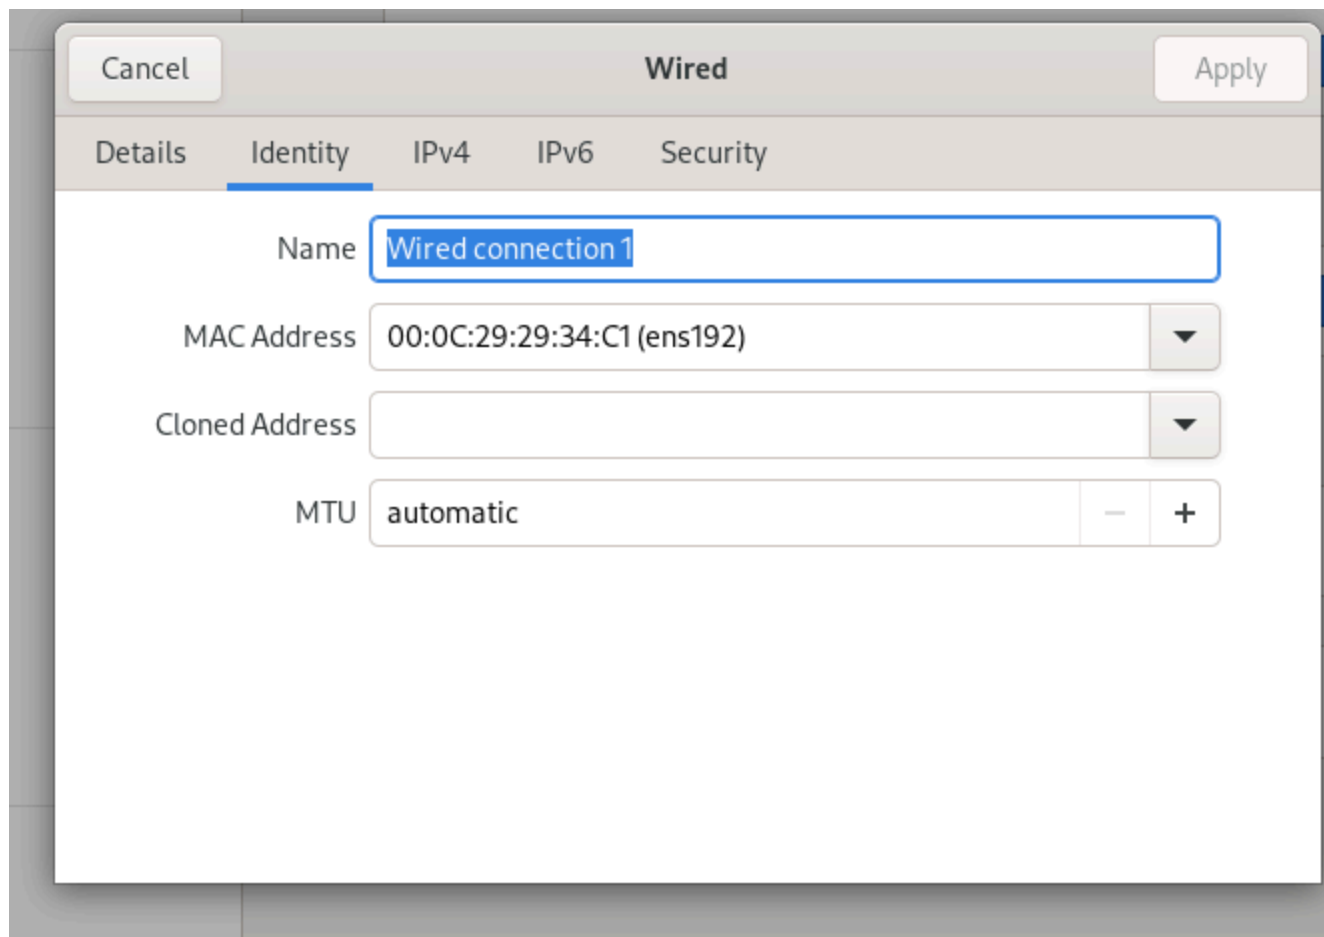 Cancel
Wired
Apply
Details
Identity
IPv4
IPv6
Security
Name
Wired connection 1
MAC Address
00:0C:29:29:34:C1 (ens192)
Cloned Address
MTU
automatic